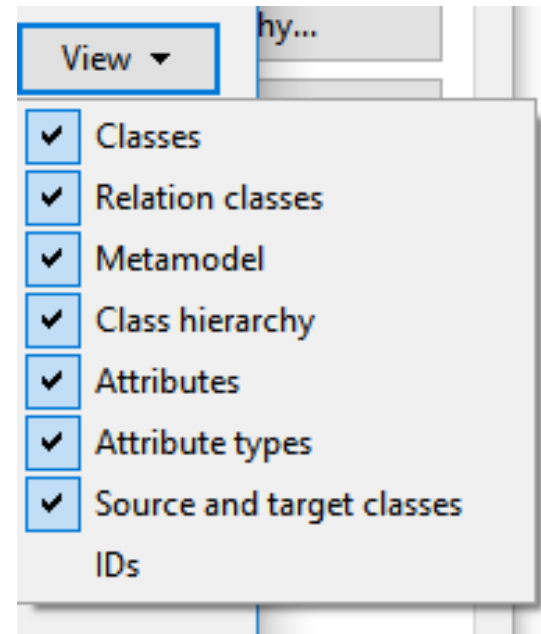 hy...
View
Classes
Relation classes
Metamodel
Class hierarchy
Attributes
Attribute types
Source and target classes
IDs